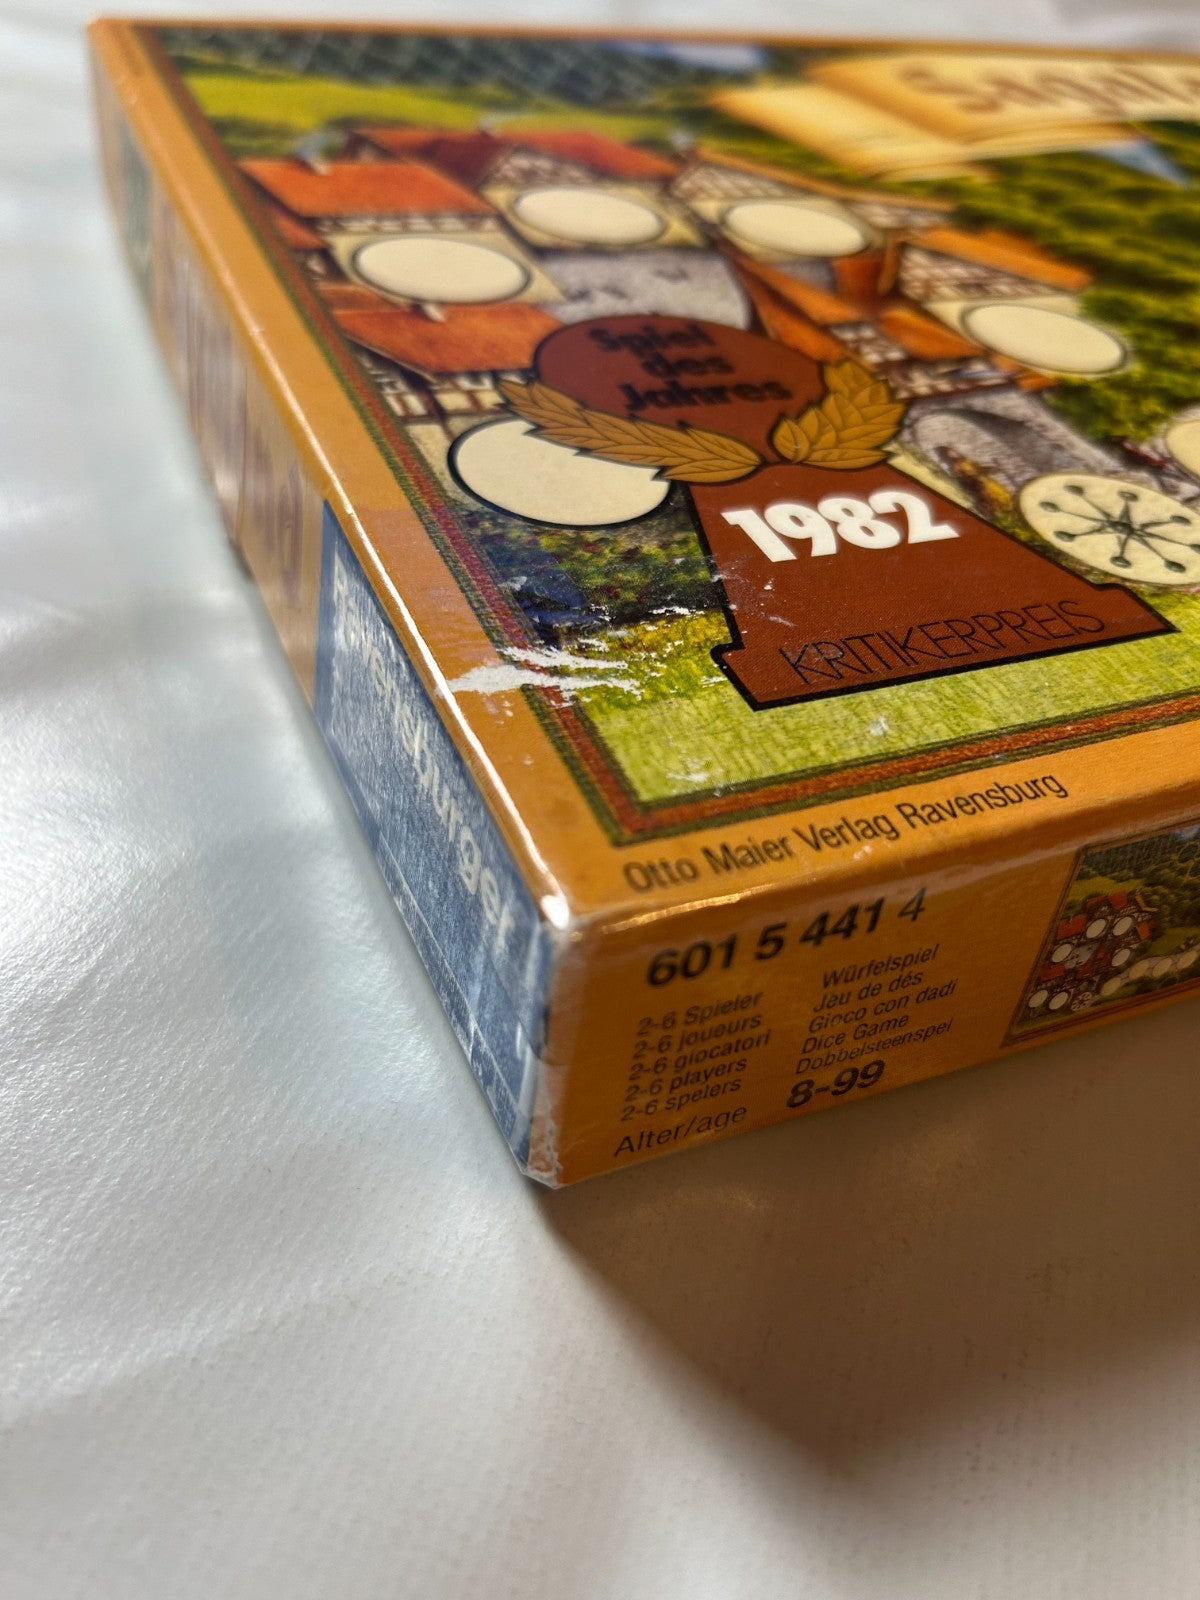 Spiel
des
Jahres
1982
KRITIKERPREIS
Otto Maier Verlag Ravensburg
Ravensburger
601 5 441 4
2-6 Spieler
2-6 joueurs
2-6 giocatori
2-6 players
2-6 spelers
Würfelspiel
Jeu de dés
Gioco con dadi
Dice Game
Dobbelsteenspel
Alter/age 8-99